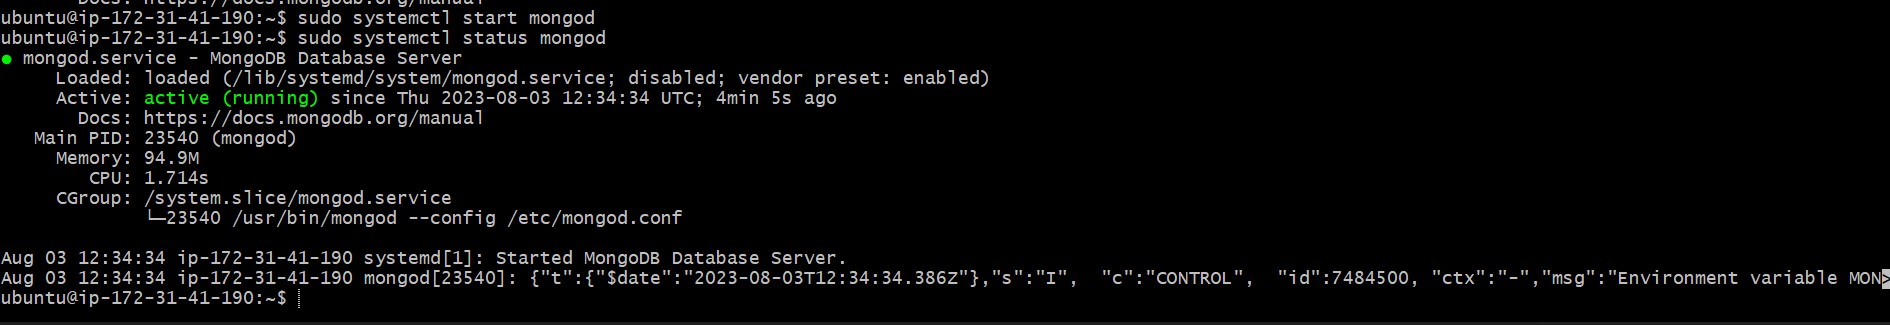 Docs: https://docs.mongodb.org/manual
ubuntu@ip-172-31-41-190:~$ sudo systemctl start mongod
ubuntu@ip-172-31-41-190:~$ sudo systemctl status mongod
● mongod.service - MongoDB Database Server
     Loaded: loaded (/lib/systemd/system/mongod.service; disabled; vendor preset: enabled)
     Active: active (running) since Thu 2023-08-03 12:34:34 UTC; 4min 5s ago
       Docs: https://docs.mongodb.org/manual
   Main PID: 23540 (mongod)
     Memory: 94.9M
        CPU: 1.714s
     CGroup: /system.slice/mongod.service
             └─23540 /usr/bin/mongod --config /etc/mongod.conf
Aug 03 12:34:34 ip-172-31-41-190 systemd[1]: Started MongoDB Database Server.
Aug 03 12:34:34 ip-172-31-41-190 mongod[23540]: {"t":{"$date":"2023-08-03T12:34:34.386Z"},"s":"I",  "c":"CONTROL",  "id":7484500, "ctx":"-","msg":"Environment variable MON>
ubuntu@ip-172-31-41-190:~$